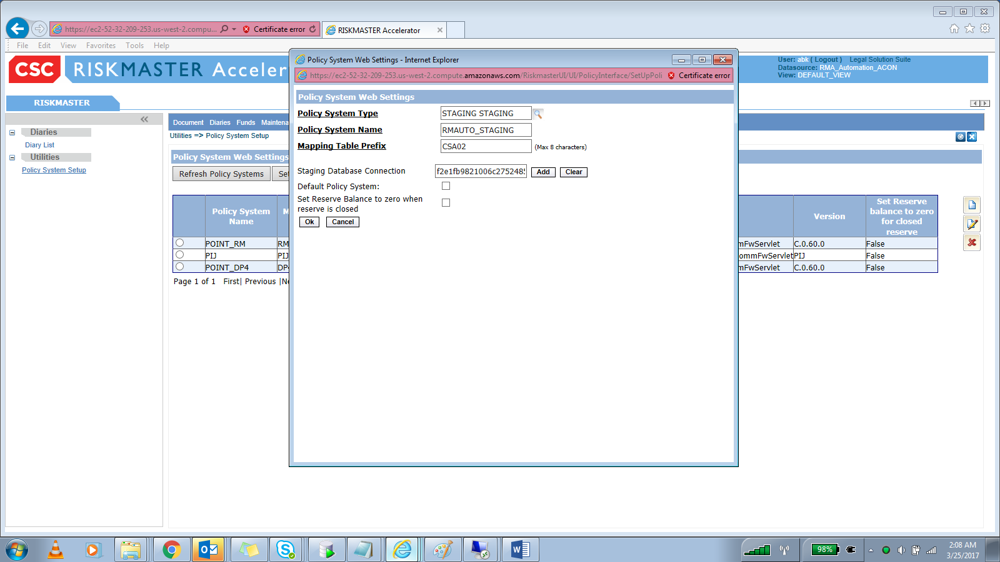 https://ec2-52-32-209-253.us-west-2.compu... Certificate error
RISKMASTER Accelerator
File Edit View Favorites Tools Help
CSC RISKMASTER Acceler
User: abk ( Logout ) Legal Solution Suite
Datasource: RMA_Automation_ACON
View: DEFAULT_VIEW
RISKMASTER
Diaries
Diary List
Utilities
Policy System Setup
Document Diaries Funds Maintena
Utilities => Policy System Setup
Policy System Web Settings
Refresh Policy Systems Set
Policy System Name M
Version
Set Reserve balance to zero for closed reserve
POINT_RM RM mFwServlet C.0.60.0 False
PIJ PIJ ommFwServlet PIJ False
POINT_DP4 DP4 mFwServlet C.0.60.0 False
Page 1 of 1 First| Previous |Ne
Policy System Web Settings - Internet Explorer
https://ec2-52-32-209-253.us-west-2.compute.amazonaws.com/RiskmasterUI/UI/PolicyInterface/SetUpPoli Certificate error
Policy System Web Settings
Policy System Type STAGING STAGING
Policy System Name RMAUTO_STAGING
Mapping Table Prefix CSA02 (Max 8 characters)
Staging Database Connection f2e1fb9821006c2752485 Add Clear
Default Policy System:
Set Reserve Balance to zero when
reserve is closed
Ok Cancel
98%
2:08 AM
3/25/2017